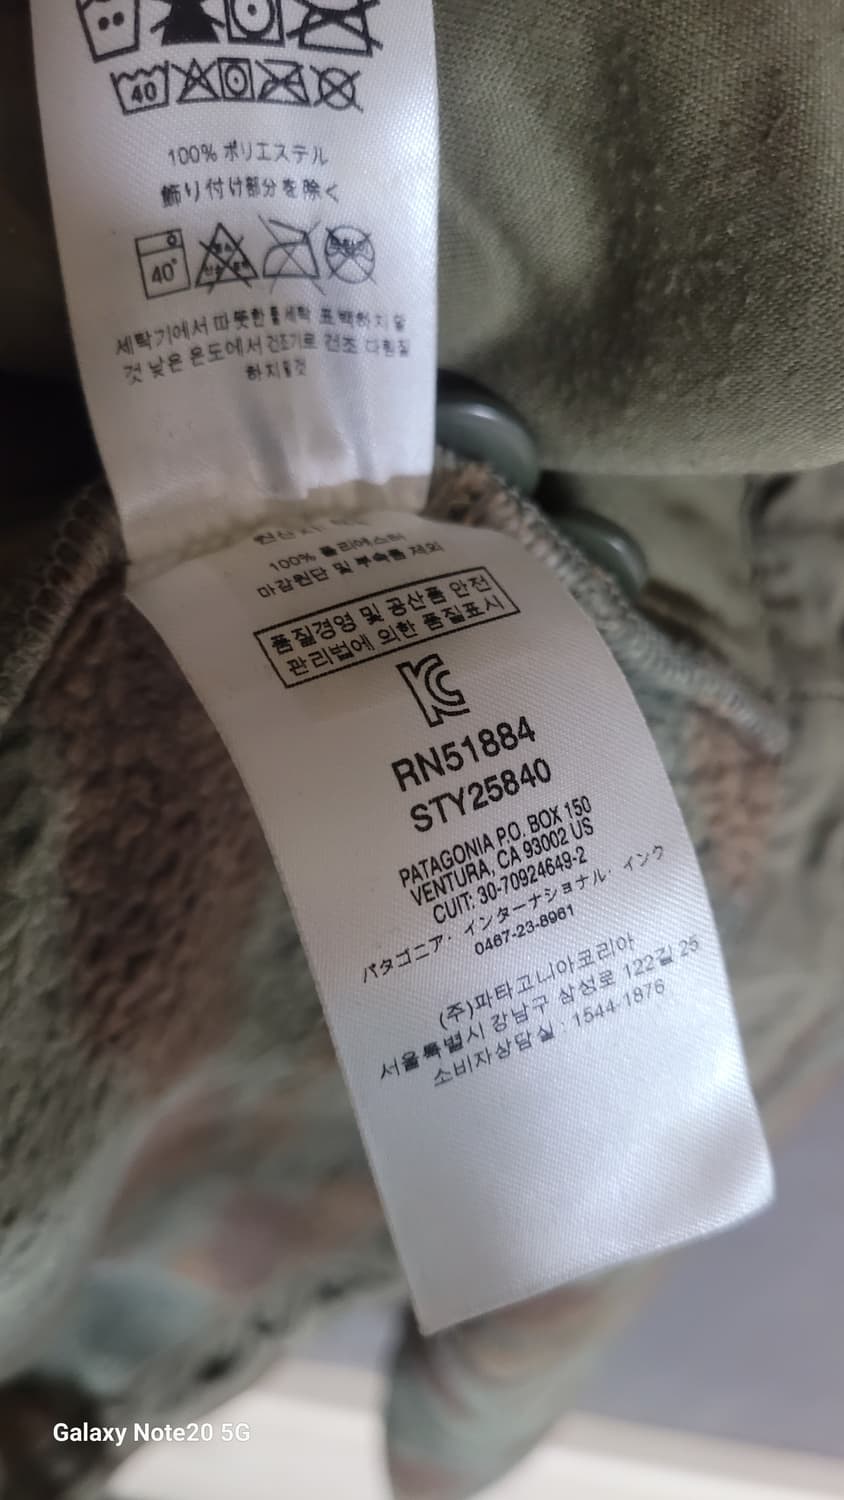 40
100% ポリエステル
飾り付け部分を除く
40°
세탁기에서 따뜻한 물세탁 표백하지 말
것 낮은 온도에서 건조기로 건조 다림질
하지 말것
100% 폴리에스터
마감원단 및 부속품 제외
품질경영 및 공산품 안전
관리법에 의한 품질표시
RN51884
STY25840
PATAGONIA P.O. BOX 150
VENTURA, CA 93002 US
CUIT: 30-70924649-2
パタゴニア・インターナショナル・インク
0467-23-8961
(주)파타고니아코리아
서울특별시 강남구 삼성로 122길 25
소비자상담실 : 1544-1876
Galaxy Note20 5G